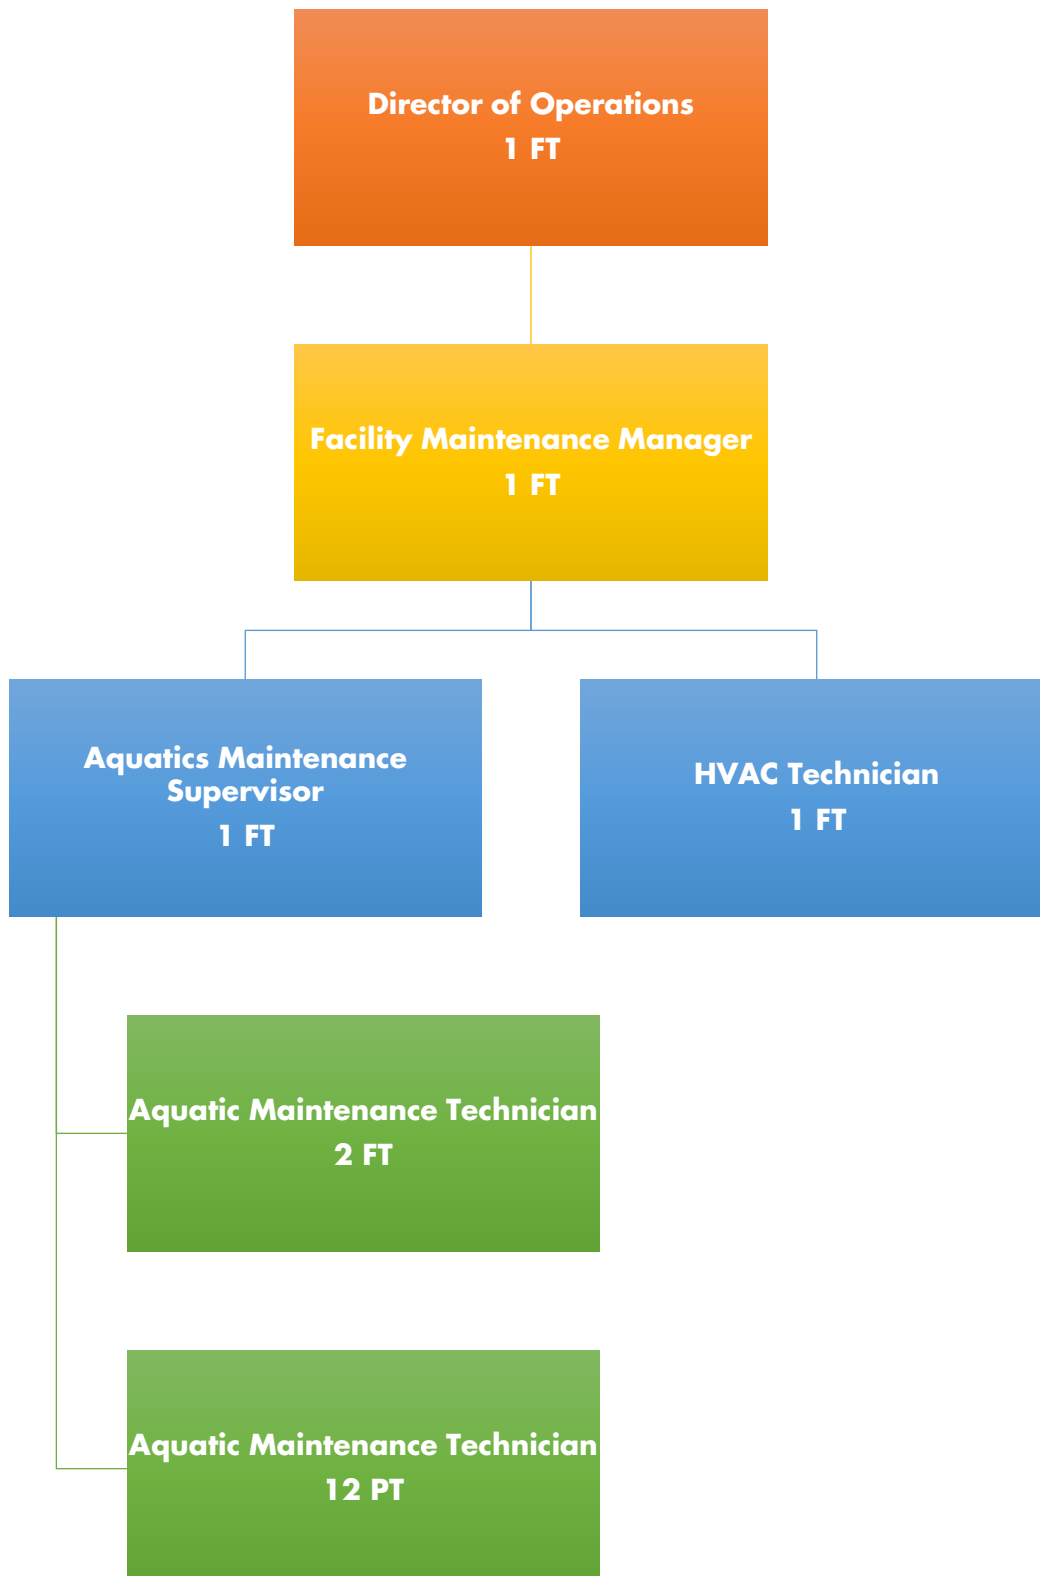 Director of Operations
1 FT
Facility Maintenance Manager
1 FT
Aquatics Maintenance
Supervisor
1 FT
HVAC Technician
1 FT
Aquatic Maintenance Technician
2 FT
Aquatic Maintenance Technician
12 PT